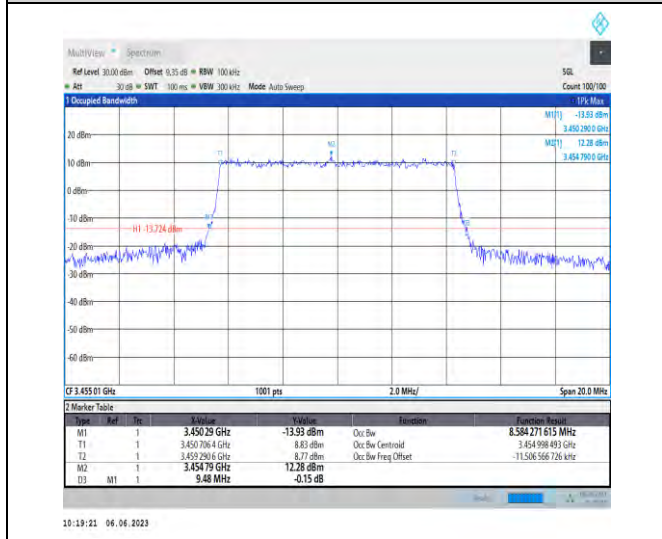 MultiView Spectrum
Ref Level 30.00 dBm Offset 9.35 dB RBW 100 kHz SGL
Att 30 dB SWT 100 ms VBW 300 kHz Mode Auto Sweep Count 100/100
1 Occupied Bandwidth 1Pk Max
M1[1] -13.93 dBm
3.450 290 0 GHz
M2[1] 12.28 dBm
3.454 790 0 GHz
20 dBm
T1 M2 T2
10 dBm
0 dBm
-10 dBm
M1
H1 -13.724 dBm
-20 dBm
-30 dBm
-40 dBm
-50 dBm
-60 dBm
CF 3.455 01 GHz 1001 pts 2.0 MHz/ Span 20.0 MHz
2 Marker Table
Type Ref Trc X-Value Y-Value Function Function Result
M1 1 3.450 29 GHz -13.93 dBm Occ Bw 8.584 271 615 MHz
T1 1 3.450 706 4 GHz 8.83 dBm Occ Bw Centroid 3.454 998 493 GHz
T2 1 3.459 290 6 GHz 8.77 dBm Occ Bw Freq Offset -11.506 566 726 kHz
M2 1 3.454 79 GHz 12.28 dBm
D3 M1 1 9.48 MHz -0.15 dB
10:19:21 06.06.2023